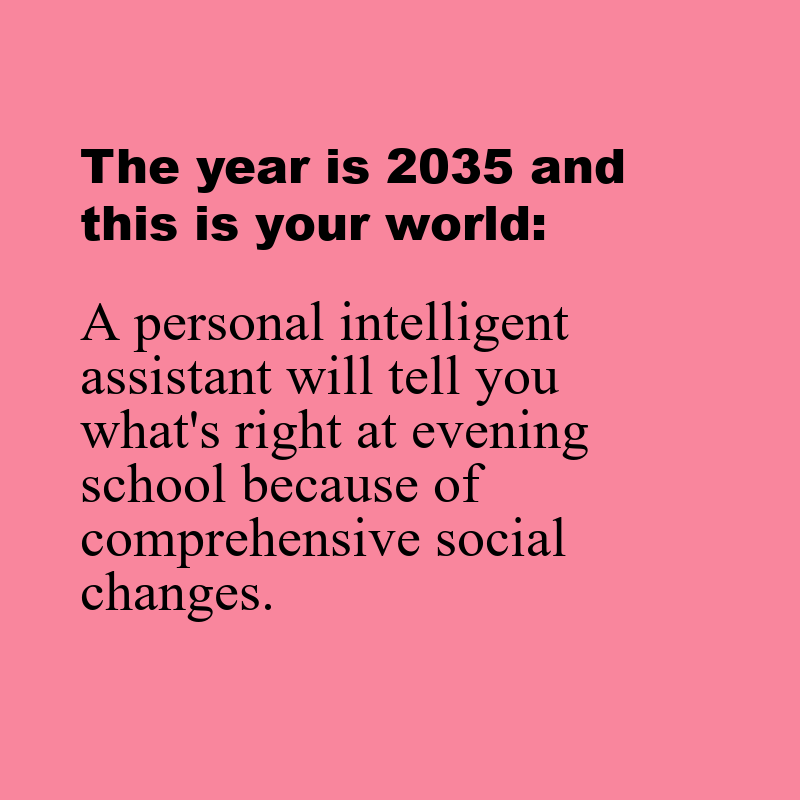 The year is 2035 and
this is your world:
A personal intelligent
assistant will tell you
what's right at evening
school because of
comprehensive social
changes.